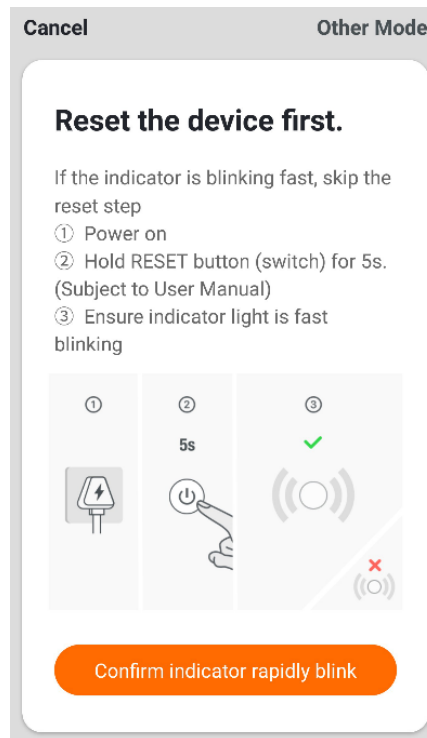 Cancel Other Mode
Reset the device first.
If the indicator is blinking fast, skip the
reset step
① Power on
② Hold RESET button (switch) for 5s.
(Subject to User Manual)
③ Ensure indicator light is fast
blinking
① ② ③
5s
Confirm indicator rapidly blink